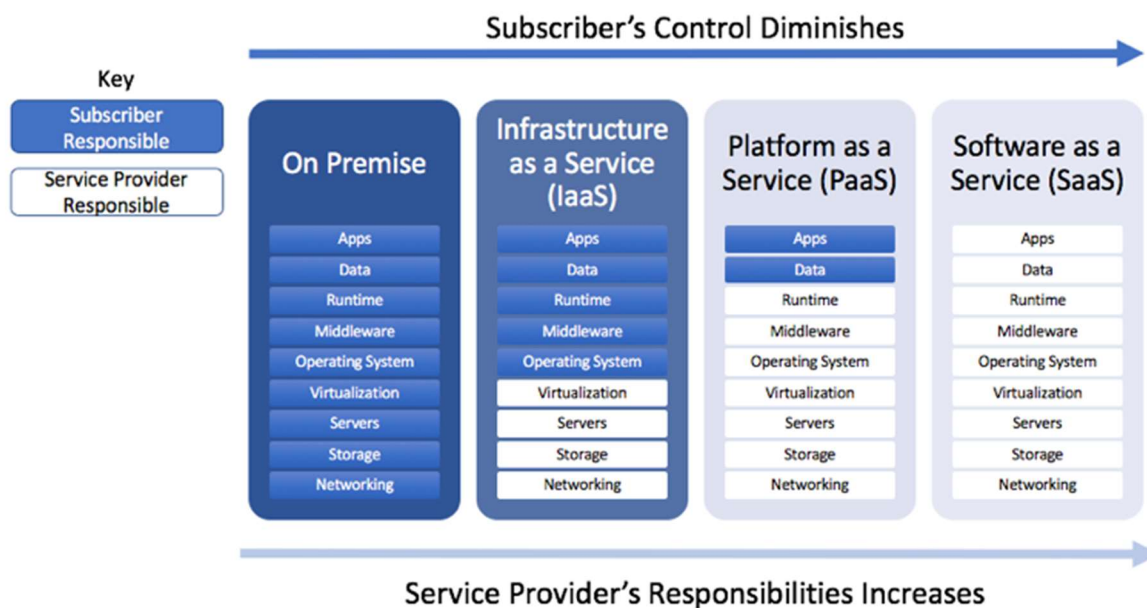 Subscriber's Control Diminishes
Key
Subscriber
Responsible
Service Provider
Responsible
On Premise
Apps
Data
Runtime
Middleware
Operating System
Virtualization
Servers
Storage
Networking
Infrastructure
as a Service
(IaaS)
Apps
Data
Runtime
Middleware
Operating System
Virtualization
Servers
Storage
Networking
Platform as a
Service (PaaS)
Apps
Data
Runtime
Middleware
Operating System
Virtualization
Servers
Storage
Networking
Software as a
Service (SaaS)
Apps
Data
Runtime
Middleware
Operating System
Virtualization
Servers
Storage
Networking
Service Provider's Responsibilities Increases